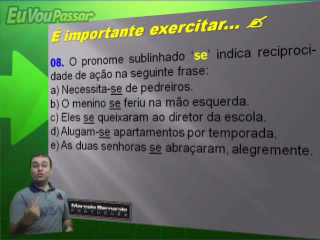 EuVouPassar
É importante exercitar...
08. O pronome sublinhado 'se' indica reciproci-
dade de ação na seguinte frase:
a) Necessita-se de pedreiros.
b) O menino se feriu na mão esquerda.
c) Eles se queixaram ao diretor da escola.
d) Alugam-se apartamentos por temporada.
e) As duas senhoras se abraçaram, alegremente.
Marcelo Bernardo
PORTUGUÊS